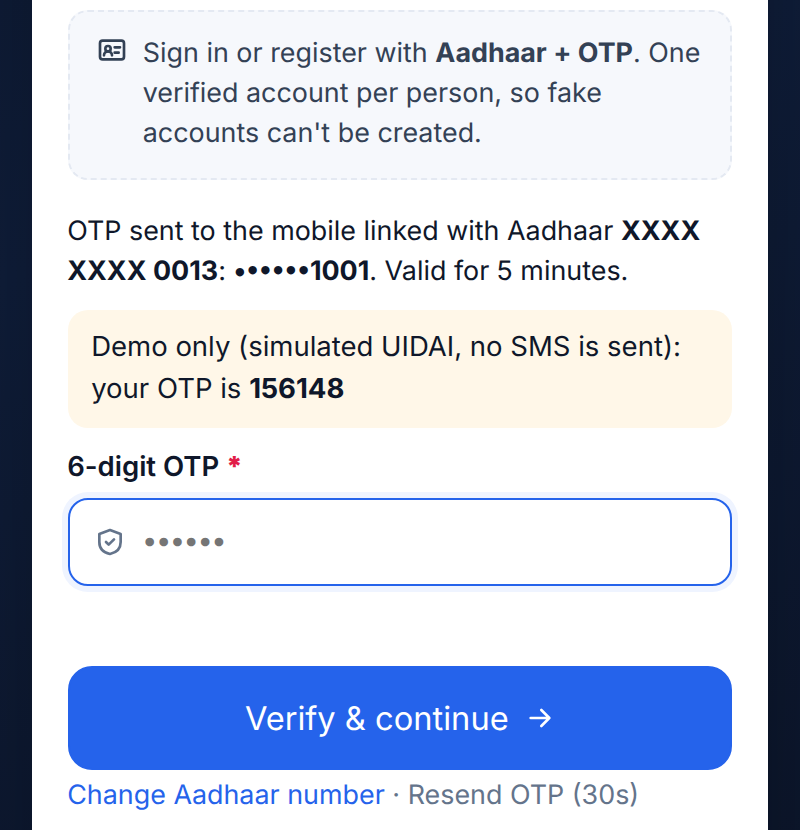 Sign in or register with Aadhaar + OTP. One
verified account per person, so fake
accounts can't be created.
OTP sent to the mobile linked with Aadhaar XXXX
XXXX 0013: ••••••1001. Valid for 5 minutes.
Demo only (simulated UIDAI, no SMS is sent):
your OTP is 156148
6-digit OTP *
••••••
Verify & continue →
Change Aadhaar number · Resend OTP (30s)